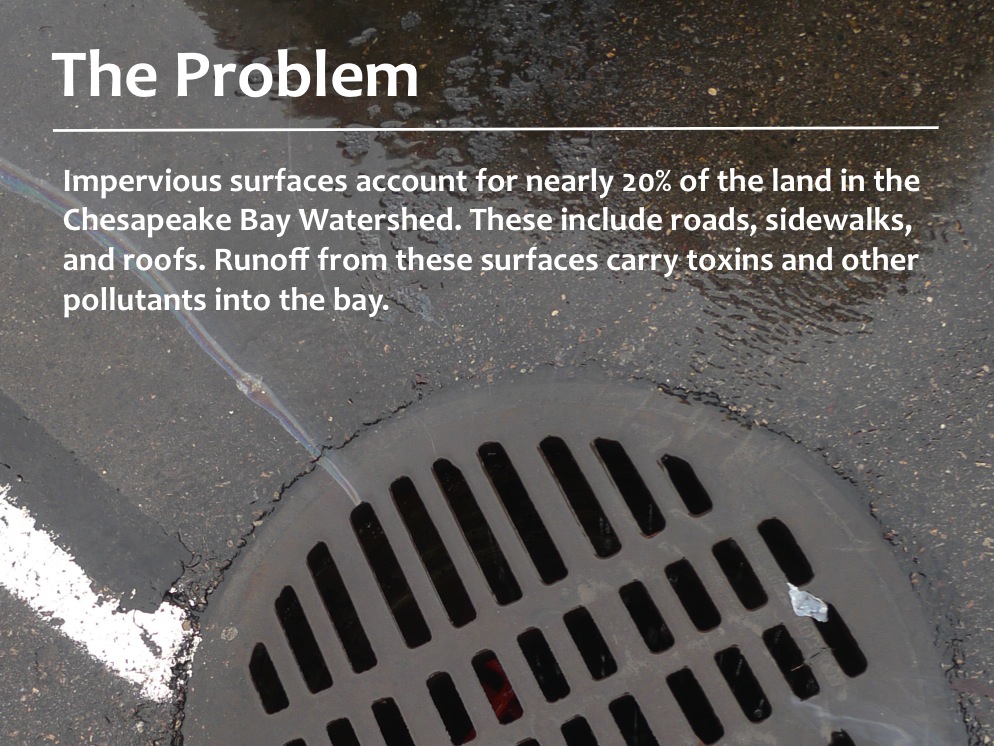 The Problem
Impervious surfaces account for nearly 20% of the land in the
Chesapeake Bay Watershed. These include roads, sidewalks,
and roofs. Runoff from these surfaces carry toxins and other
pollutants into the bay.